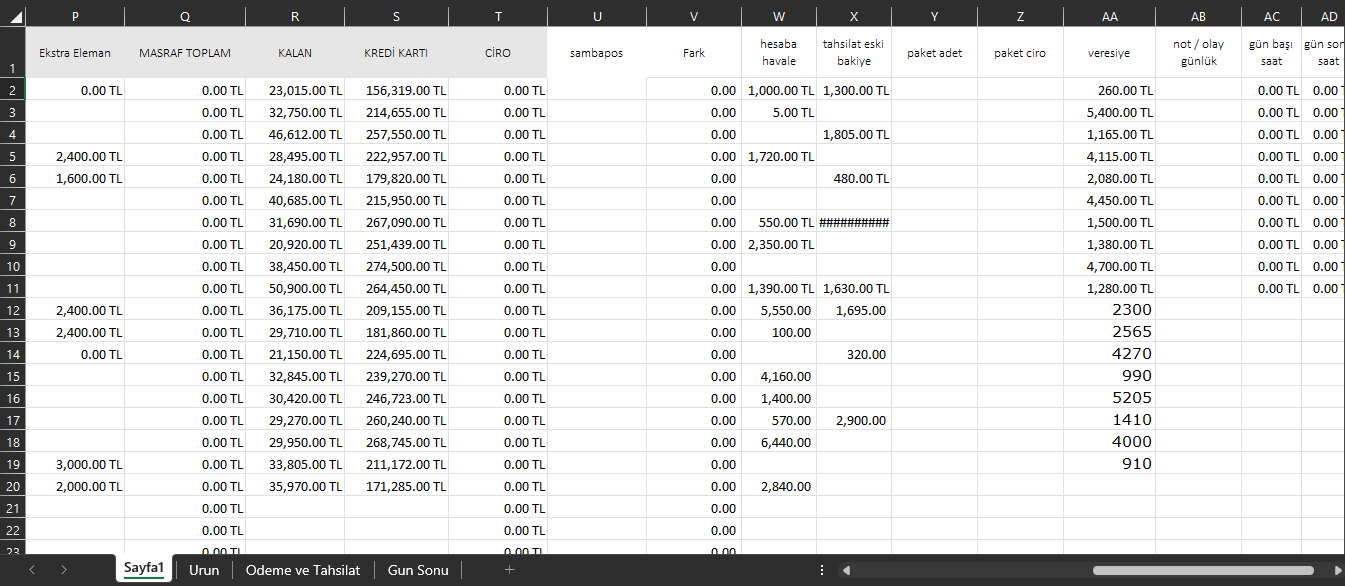 P Q R S T U V W X Y Z AA AB AC AD
1 Ekstra Eleman MASRAF TOPLAM KALAN KREDİ KARTI CİRO sambapos Fark hesaba havale tahsilat eski bakiye paket adet paket ciro veresiye not / olay günlük gün başı saat gün son saat
2 0.00 TL 0.00 TL 23,015.00 TL 156,319.00 TL 0.00 TL 0.00 1,000.00 TL 1,300.00 TL 260.00 TL 0.00 TL 0.00 T
3 0.00 TL 32,750.00 TL 214,655.00 TL 0.00 TL 0.00 5.00 TL 5,400.00 TL 0.00 TL 0.00 T
4 0.00 TL 46,612.00 TL 257,550.00 TL 0.00 TL 0.00 1,805.00 TL 1,165.00 TL 0.00 TL 0.00 T
5 2,400.00 TL 0.00 TL 28,495.00 TL 222,957.00 TL 0.00 TL 0.00 1,720.00 TL 4,115.00 TL 0.00 TL 0.00 T
6 1,600.00 TL 0.00 TL 24,180.00 TL 179,820.00 TL 0.00 TL 0.00 480.00 TL 2,080.00 TL 0.00 TL 0.00 T
7 0.00 TL 40,685.00 TL 215,950.00 TL 0.00 TL 0.00 4,450.00 TL 0.00 TL 0.00 T
8 0.00 TL 31,690.00 TL 267,090.00 TL 0.00 TL 0.00 550.00 TL ########## 1,500.00 TL 0.00 TL 0.00 T
9 0.00 TL 20,920.00 TL 251,439.00 TL 0.00 TL 0.00 2,350.00 TL 1,380.00 TL 0.00 TL 0.00 T
10 0.00 TL 38,450.00 TL 274,500.00 TL 0.00 TL 0.00 4,700.00 TL 0.00 TL 0.00 T
11 0.00 TL 50,900.00 TL 264,450.00 TL 0.00 TL 0.00 1,390.00 TL 1,630.00 TL 1,280.00 TL 0.00 TL 0.00 T
12 2,400.00 TL 0.00 TL 36,175.00 TL 209,155.00 TL 0.00 TL 0.00 5,550.00 1,695.00 2300
13 2,400.00 TL 0.00 TL 29,710.00 TL 181,860.00 TL 0.00 TL 0.00 100.00 2565
14 0.00 TL 0.00 TL 21,150.00 TL 224,695.00 TL 0.00 TL 0.00 320.00 4270
15 0.00 TL 32,845.00 TL 239,270.00 TL 0.00 TL 0.00 4,160.00 990
16 0.00 TL 30,420.00 TL 246,723.00 TL 0.00 TL 0.00 1,400.00 5205
17 0.00 TL 29,270.00 TL 260,240.00 TL 0.00 TL 0.00 570.00 2,900.00 1410
18 0.00 TL 29,950.00 TL 268,745.00 TL 0.00 TL 0.00 6,440.00 4000
19 3,000.00 TL 0.00 TL 33,805.00 TL 211,172.00 TL 0.00 TL 0.00 910
20 2,000.00 TL 0.00 TL 35,970.00 TL 171,285.00 TL 0.00 TL 0.00 2,840.00
21 0.00 TL 0.00 TL 0.00
22 0.00 TL 0.00 TL 0.00
23 0.00 TL 0.00 TL 0.00
Sayfa1 Urun Odeme ve Tahsilat Gun Sonu